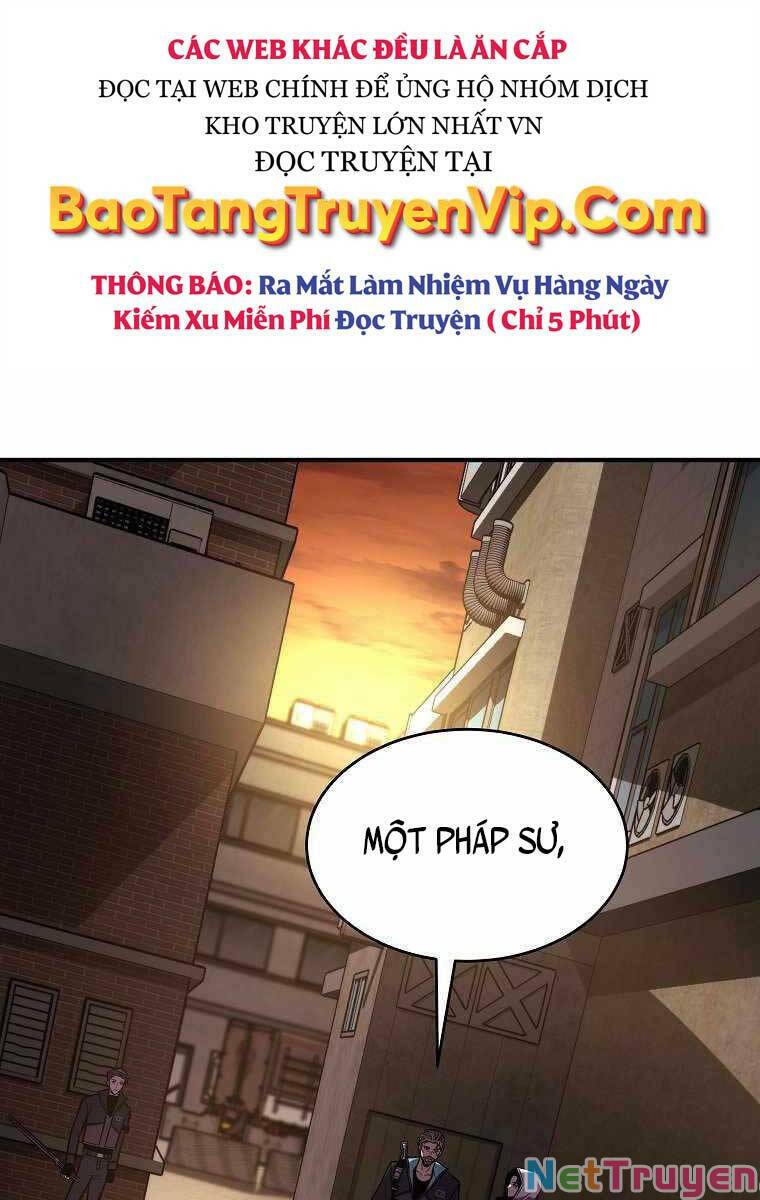 CÁC WEB KHÁC ĐỀU LÀ ĂN CẮP
ĐỌC TẠI WEB CHÍNH ĐỂ ỦNG HỘ NHÓM DỊCH
KHO TRUYỆN LỚN NHẤT VN
ĐỌC TRUYỆN TẠI
BaoTangTruyenVip.Com
THÔNG BÁO: Ra Mắt Làm Nhiệm Vụ Hàng Ngày
Kiếm Xu Miễn Phí Đọc Truyện ( Chỉ 5 Phút)
MỘT PHÁP SƯ,
NetTruyen